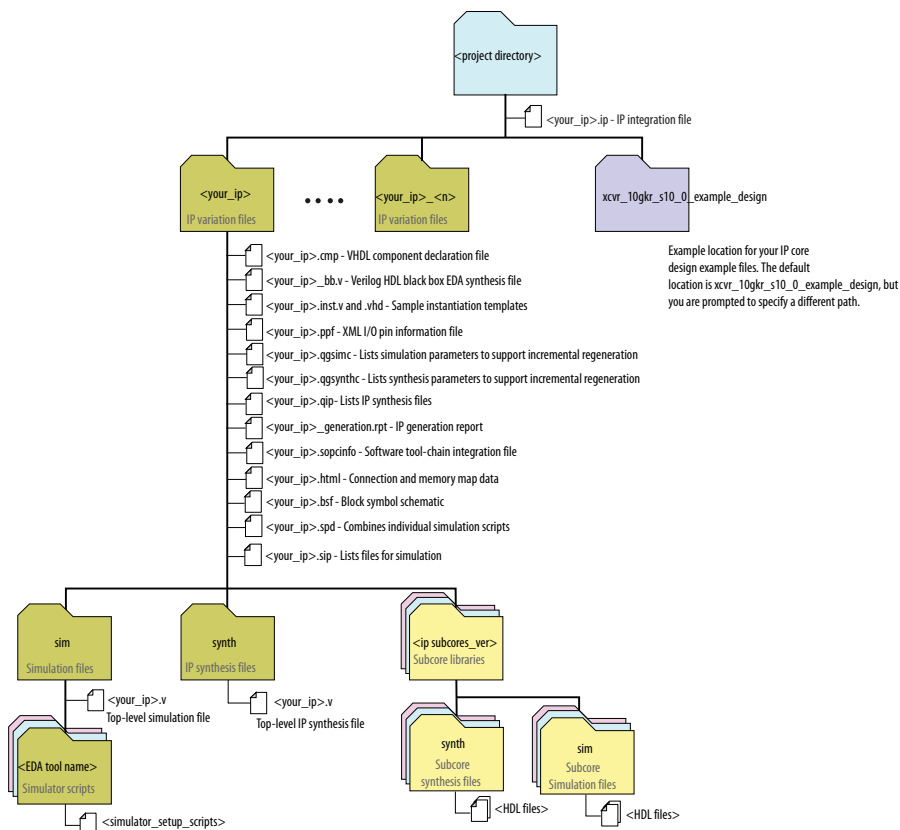 <project directory>
<your_ip>.ip - IP integration file
<your_ip>
IP variation files
<your_ip>_<n>
IP variation files
xcvr_10gkr_s10_0_example_design
Example location for your IP core
design example files. The default
location is xcvr_10gkr_s10_0_example_design, but
you are prompted to specify a different path.
<your_ip>.cmp - VHDL component declaration file
<your_ip>_bb.v - Verilog HDL black box EDA synthesis file
<your_ip>.inst.v and .vhd - Sample instantiation templates
<your_ip>.ppf - XML I/O pin information file
<your_ip>.qgsimc - Lists simulation parameters to support incremental regeneration
<your_ip>.qgsynthc - Lists synthesis parameters to support incremental regeneration
<your_ip>.qip- Lists IP synthesis files
<your_ip>_generation.rpt - IP generation report
<your_ip>.sopcinfo - Software tool-chain integration file
<your_ip>.html - Connection and memory map data
<your_ip>.bsf - Block symbol schematic
<your_ip>.spd - Combines individual simulation scripts
<your_ip>.sip - Lists files for simulation
sim
Simulation files
synth
IP synthesis files
<ip subcores_ver>
Subcore libraries
<your_ip>.v
Top-level simulation file
<your_ip>.v
Top-level IP synthesis file
<EDA tool name>
Simulator scripts
<simulator_setup_scripts>
synth
Subcore
synthesis files
<HDL files>
sim
Subcore
Simulation files
<HDL files>